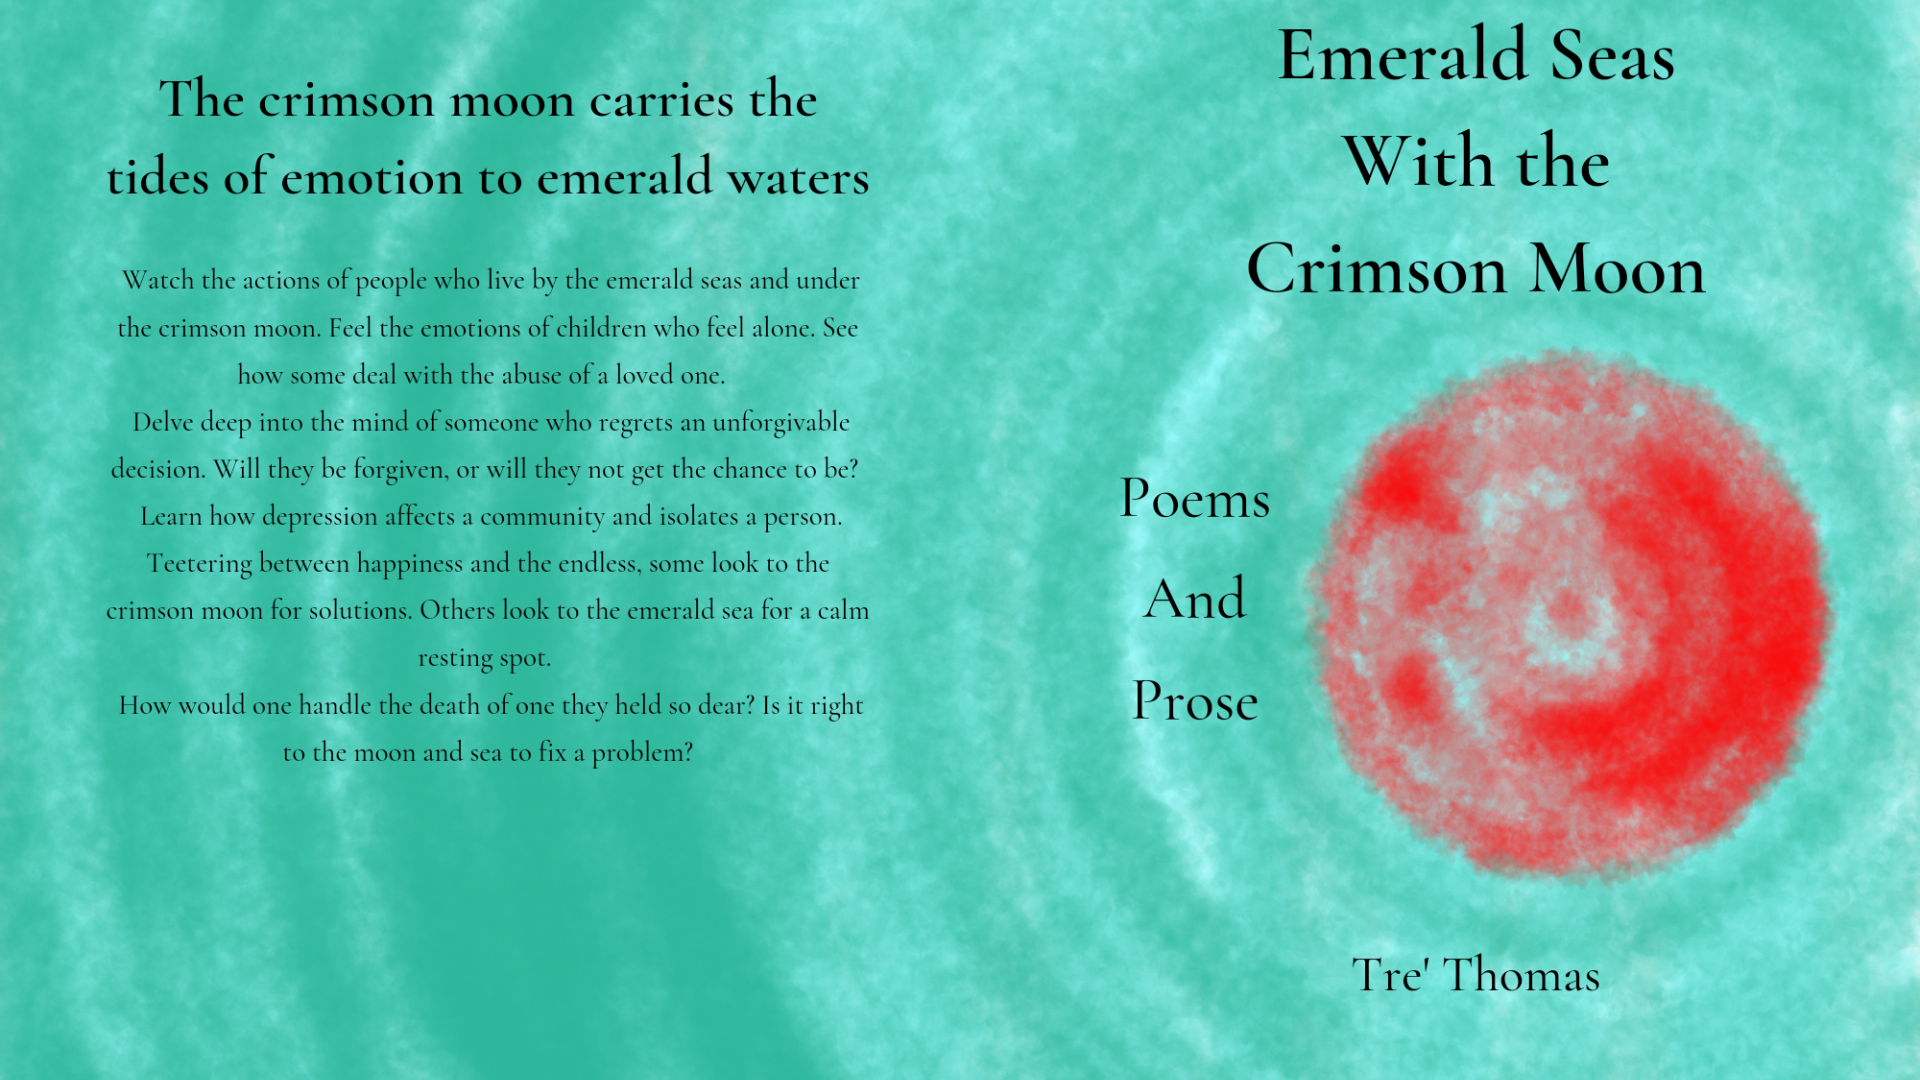 The crimson moon carries the
tides of emotion to emerald waters
Watch the actions of people who live by the emerald seas and under
the crimson moon. Feel the emotions of children who feel alone. See
how some deal with the abuse of a loved one.
Delve deep into the mind of someone who regrets an unforgivable
decision. Will they be forgiven, or will they not get the chance to be?
Learn how depression affects a community and isolates a person.
Teetering between happiness and the endless, some look to the
crimson moon for solutions. Others look to the emerald sea for a calm
resting spot.
How would one handle the death of one they held so dear? Is it right
to the moon and sea to fix a problem?
Emerald Seas
With the
Crimson Moon
Poems
And
Prose
Tre' Thomas